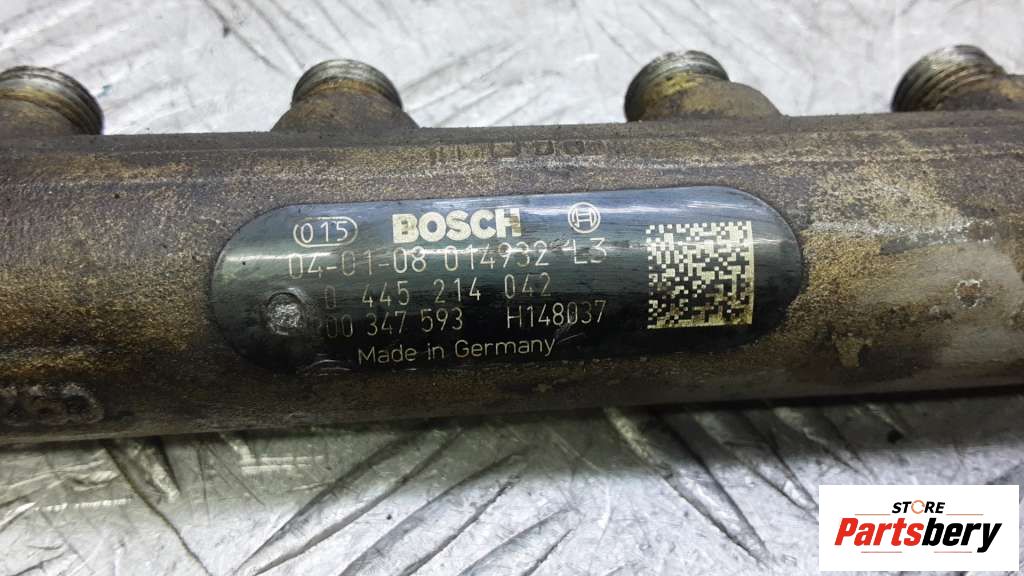 015 BOSCH
04-01-08 014932 L3
0 445 214 042
00 347 593 H148037
Made in Germany
STORE
Partsbery